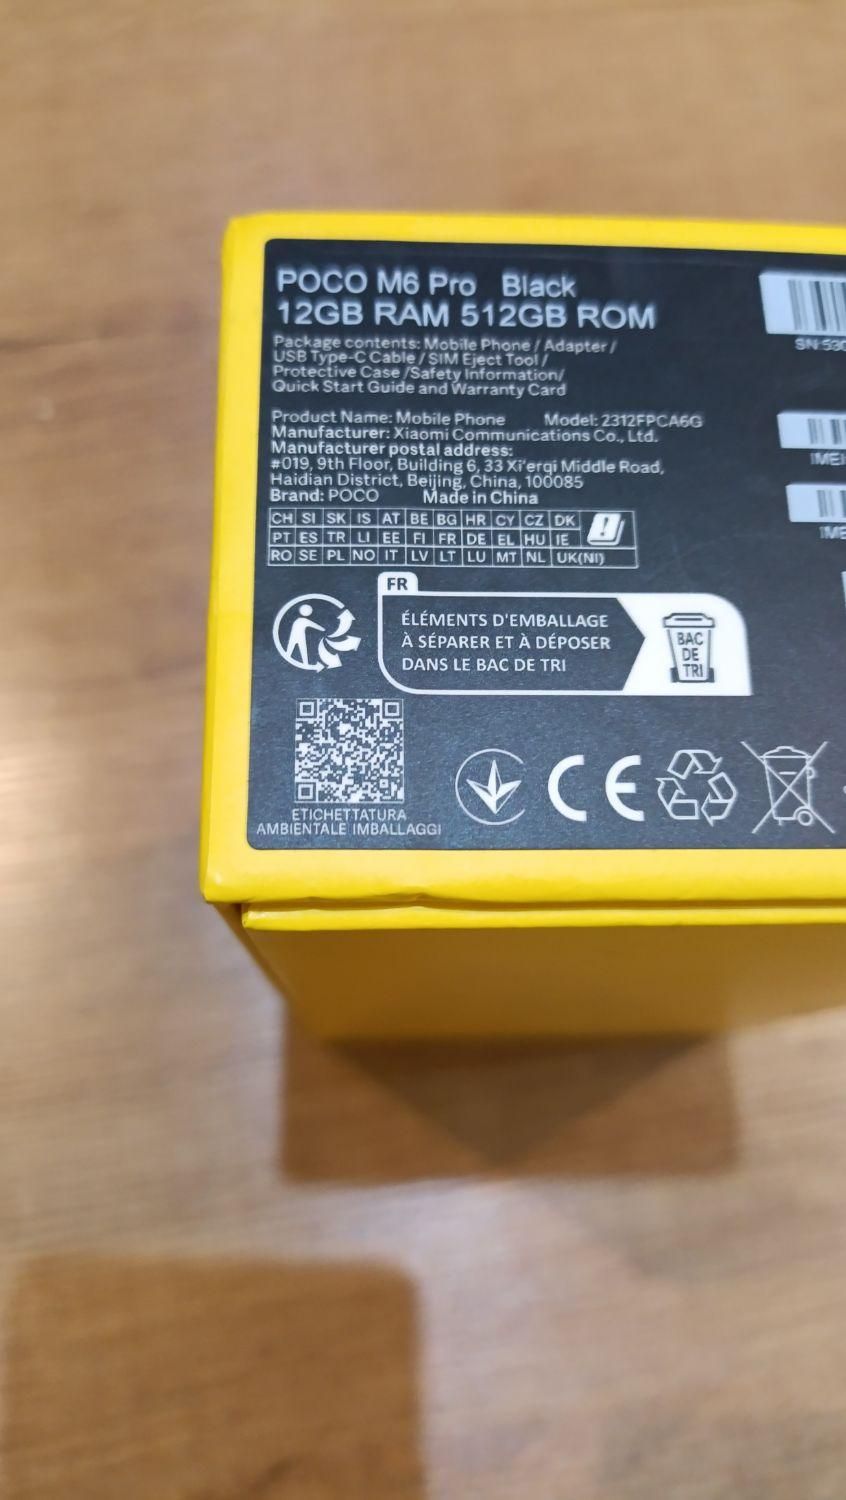 POCO M6 Pro Black
12GB RAM 512GB ROM
Package contents: Mobile Phone / Adapter /
USB Type-C Cable / SIM Eject Tool /
Protective Case /Safety Information/
Quick Start Guide and Warranty Card
Product Name: Mobile Phone Model: 2312FPCA6G
Manufacturer: Xiaomi Communications Co., Ltd.
Manufacturer postal address:
#019, 9th Floor, Building 6, 33 Xi'erqi Middle Road,
Haidian District, Beijing, China, 100085
Brand: POCO Made in China
CH SI SK IS AT BE BG HR CY CZ DK
PT ES TR LI EE FI FR DE EL HU IE
RO SE PL NO IT LV LT LU MT NL UK(NI)
FR
ÉLÉMENTS D'EMBALLAGE
À SÉPARER ET À DÉPOSER
DANS LE BAC DE TRI
BAC
DE
TRI
ETICHETTATURA
AMBIENTALE IMBALLAGGI
CE
SN:530
IMEI
IME